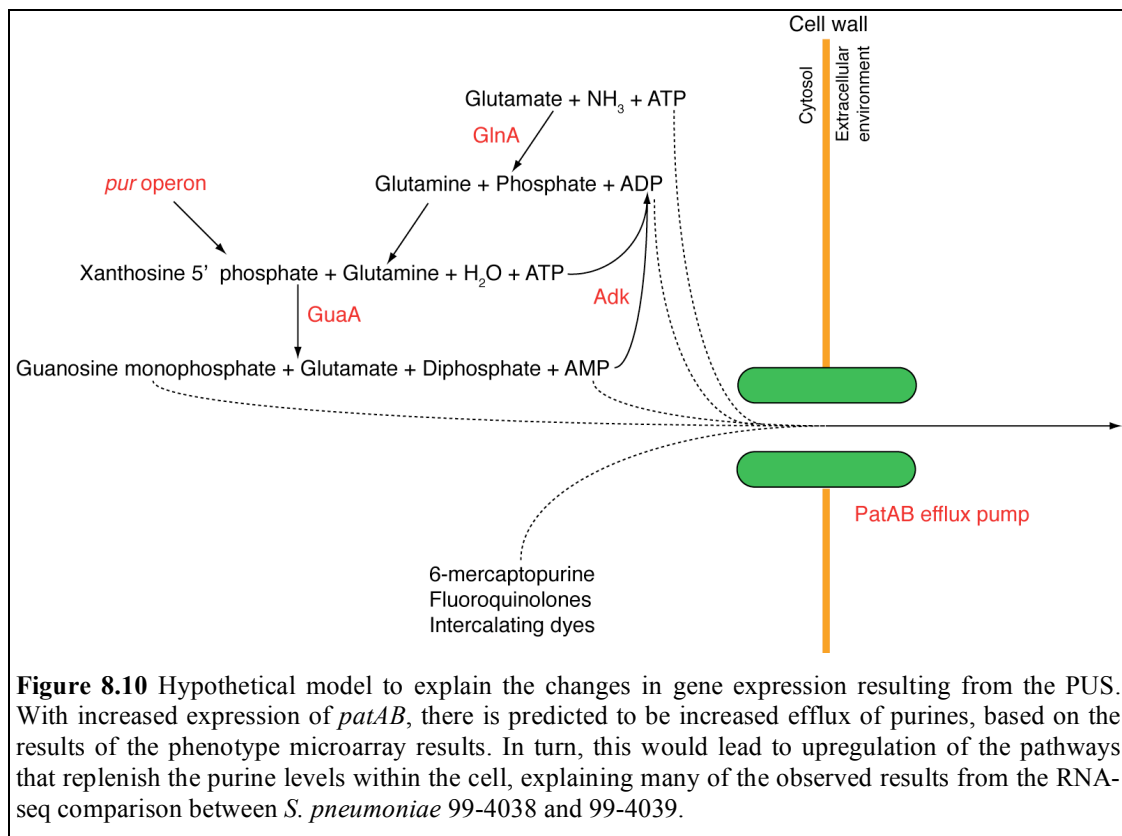 Cell wall
Cytosol
Extracellular
environment
Glutamate + NH₃ + ATP
GlnA
pur operon
Glutamine + Phosphate + ADP
Xanthosine 5’ phosphate + Glutamine + H₂O + ATP
GuaA
Adk
Guanosine monophosphate + Glutamate + Diphosphate + AMP
PatAB efflux pump
6-mercaptopurine
Fluoroquinolones
Intercalating dyes
Figure 8.10 Hypothetical model to explain the changes in gene expression resulting from the PUS.
With increased expression of patAB, there is predicted to be increased efflux of purines, based on the
results of the phenotype microarray results. In turn, this would lead to upregulation of the pathways
that replenish the purine levels within the cell, explaining many of the observed results from the RNA-
seq comparison between S. pneumoniae 99-4038 and 99-4039.